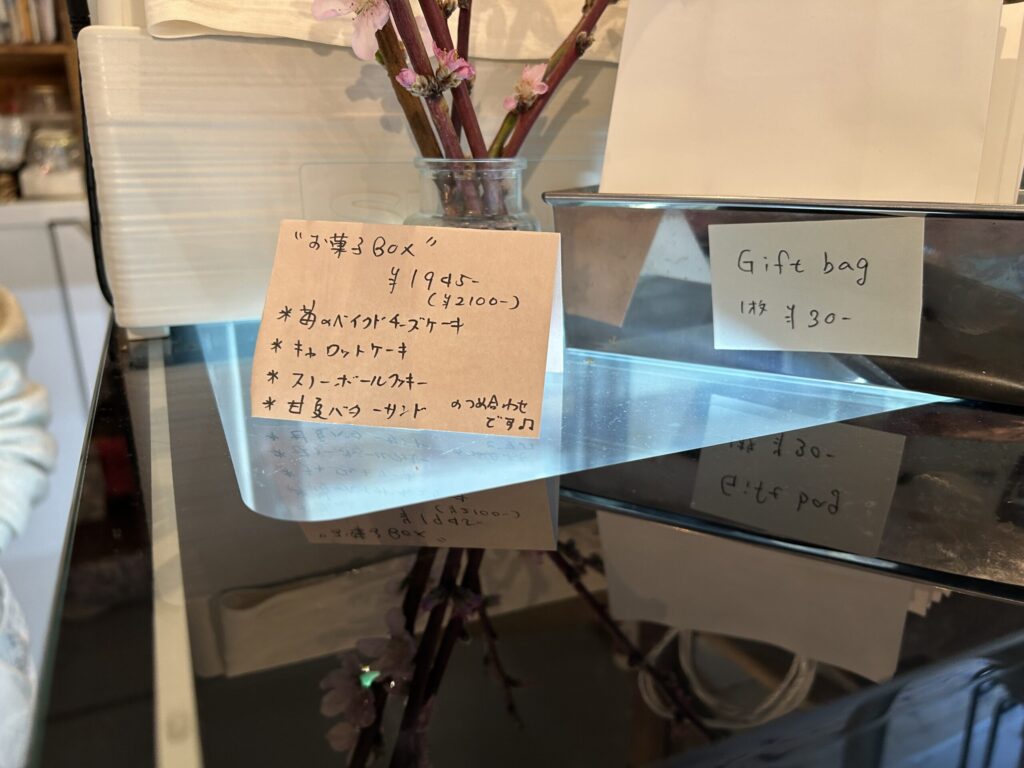 "お菓子BOX"
¥1945-
(¥2100-)
*苺のベイクドチーズケーキ
*キャロットケーキ
*スノーボールクッキー
*甘夏バターサンド のつめ合わせ
です♫
Gift bag
1枚 ¥30-